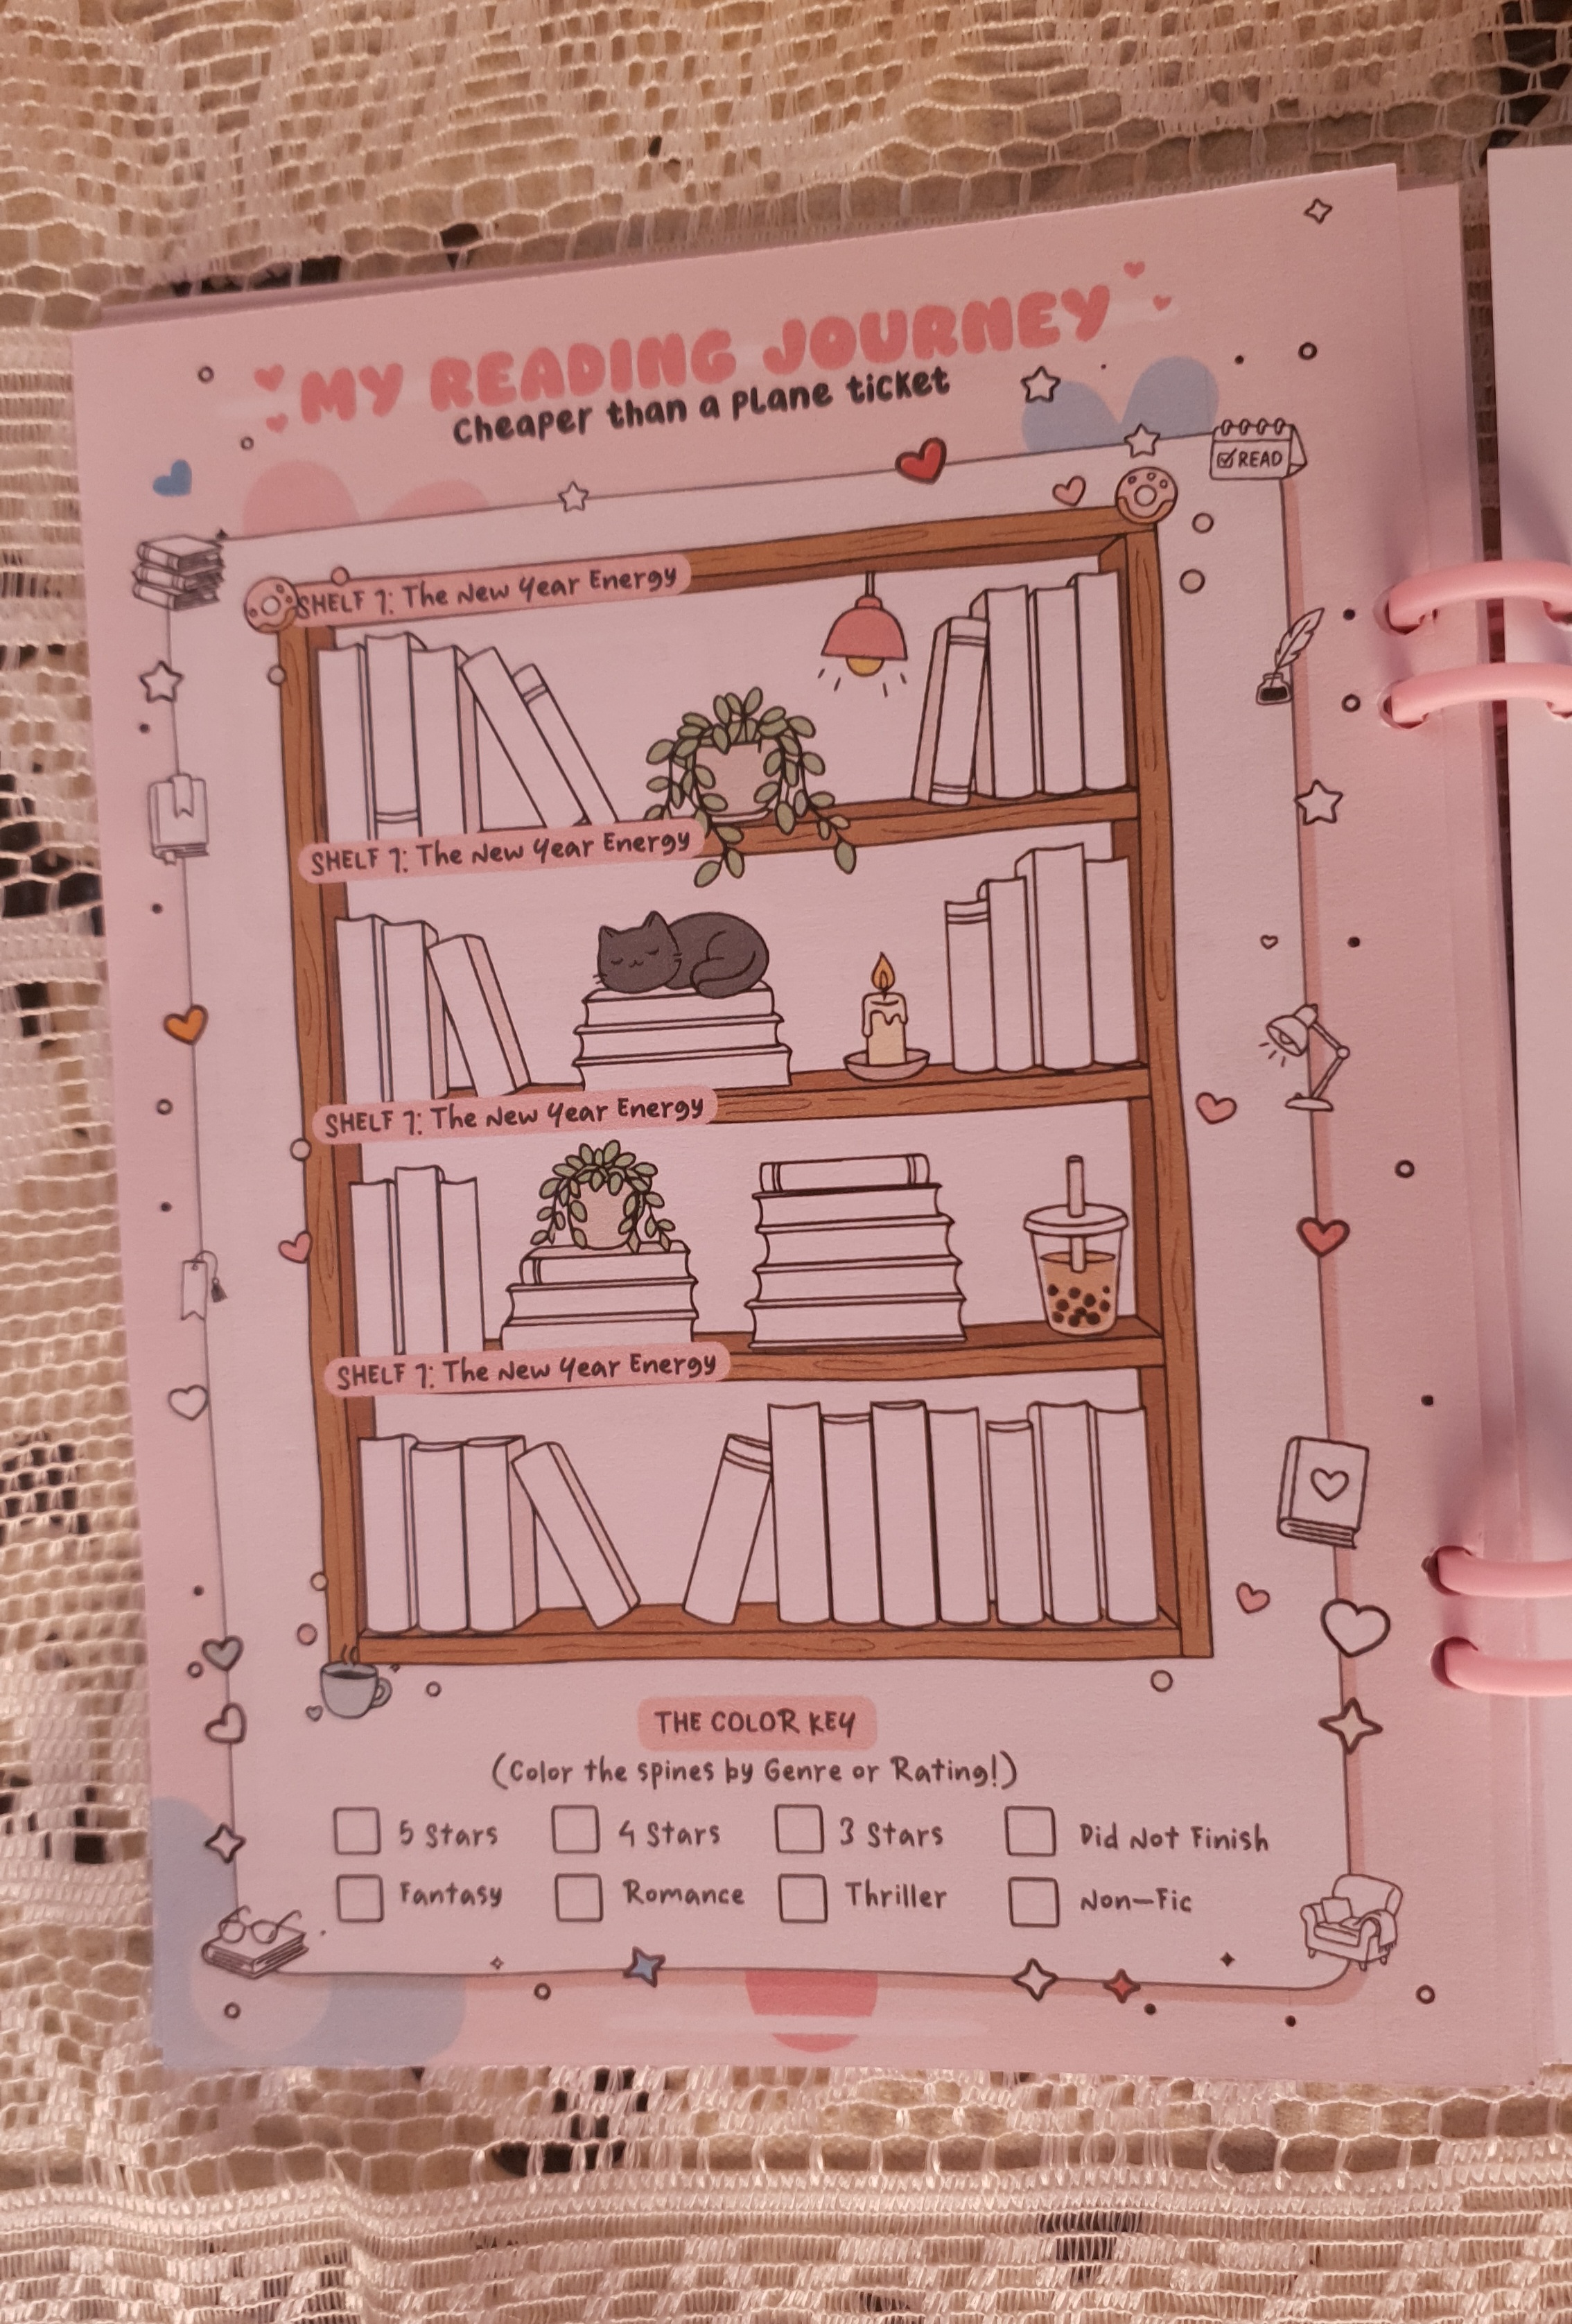 MY READING JOURNEY
Cheaper than a plane ticket
READ
SHELF 1: The New Year Energy
SHELF 1: The New Year Energy
SHELF 1: The New Year Energy
SHELF 1: The New Year Energy
THE COLOR KEY
(Color the spines by Genre or Rating!)
5 Stars 4 Stars 3 Stars Did Not Finish
Fantasy Romance Thriller Non-Fic